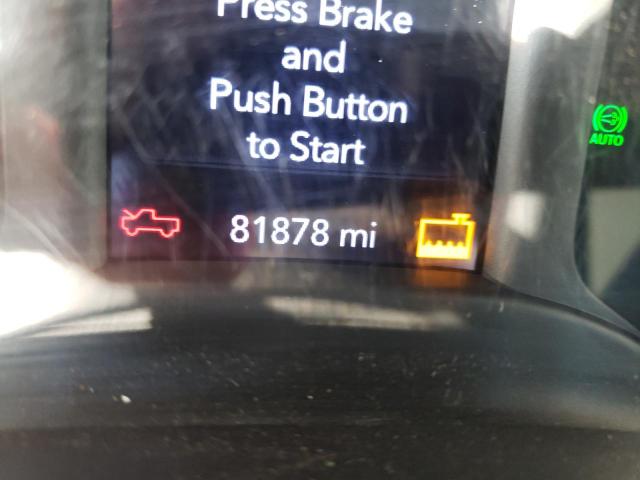 Press Brake
and
Push Button
to Start
81878 mi
AUTO